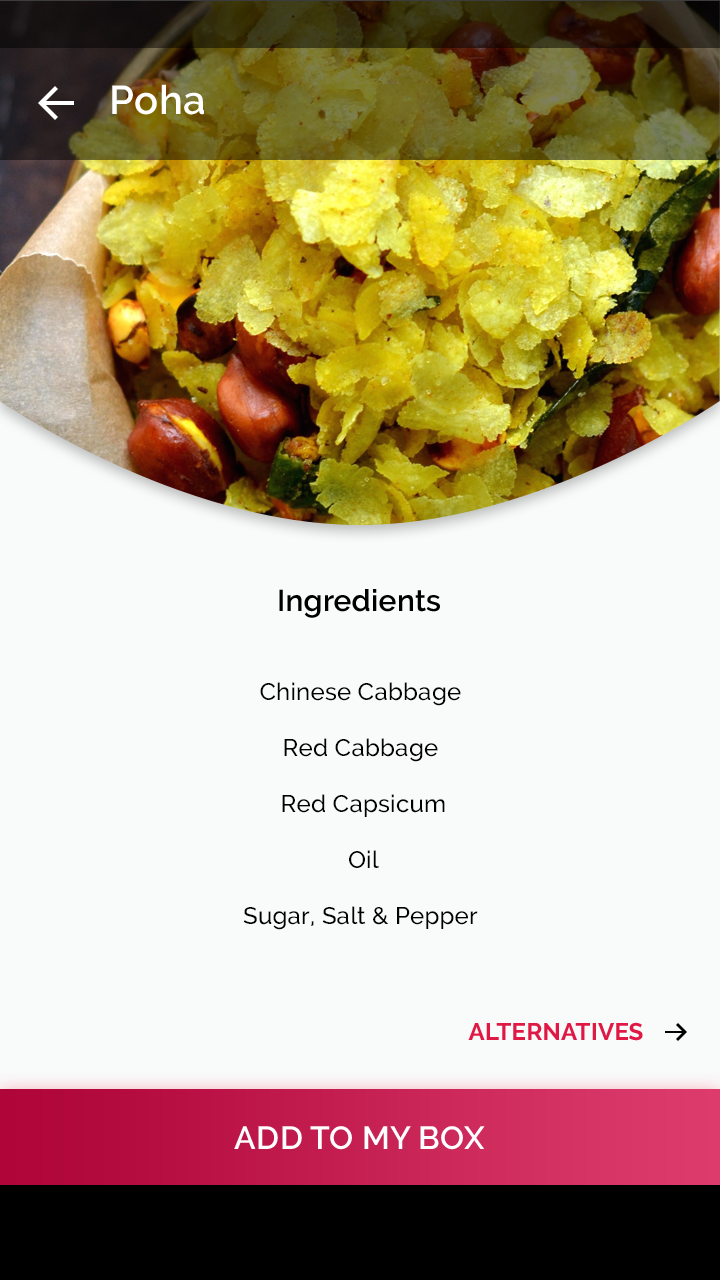 Poha
Ingredients
Chinese Cabbage
Red Cabbage
Red Capsicum
Oil
Sugar, Salt & Pepper
ALTERNATIVES
ADD TO MY BOX